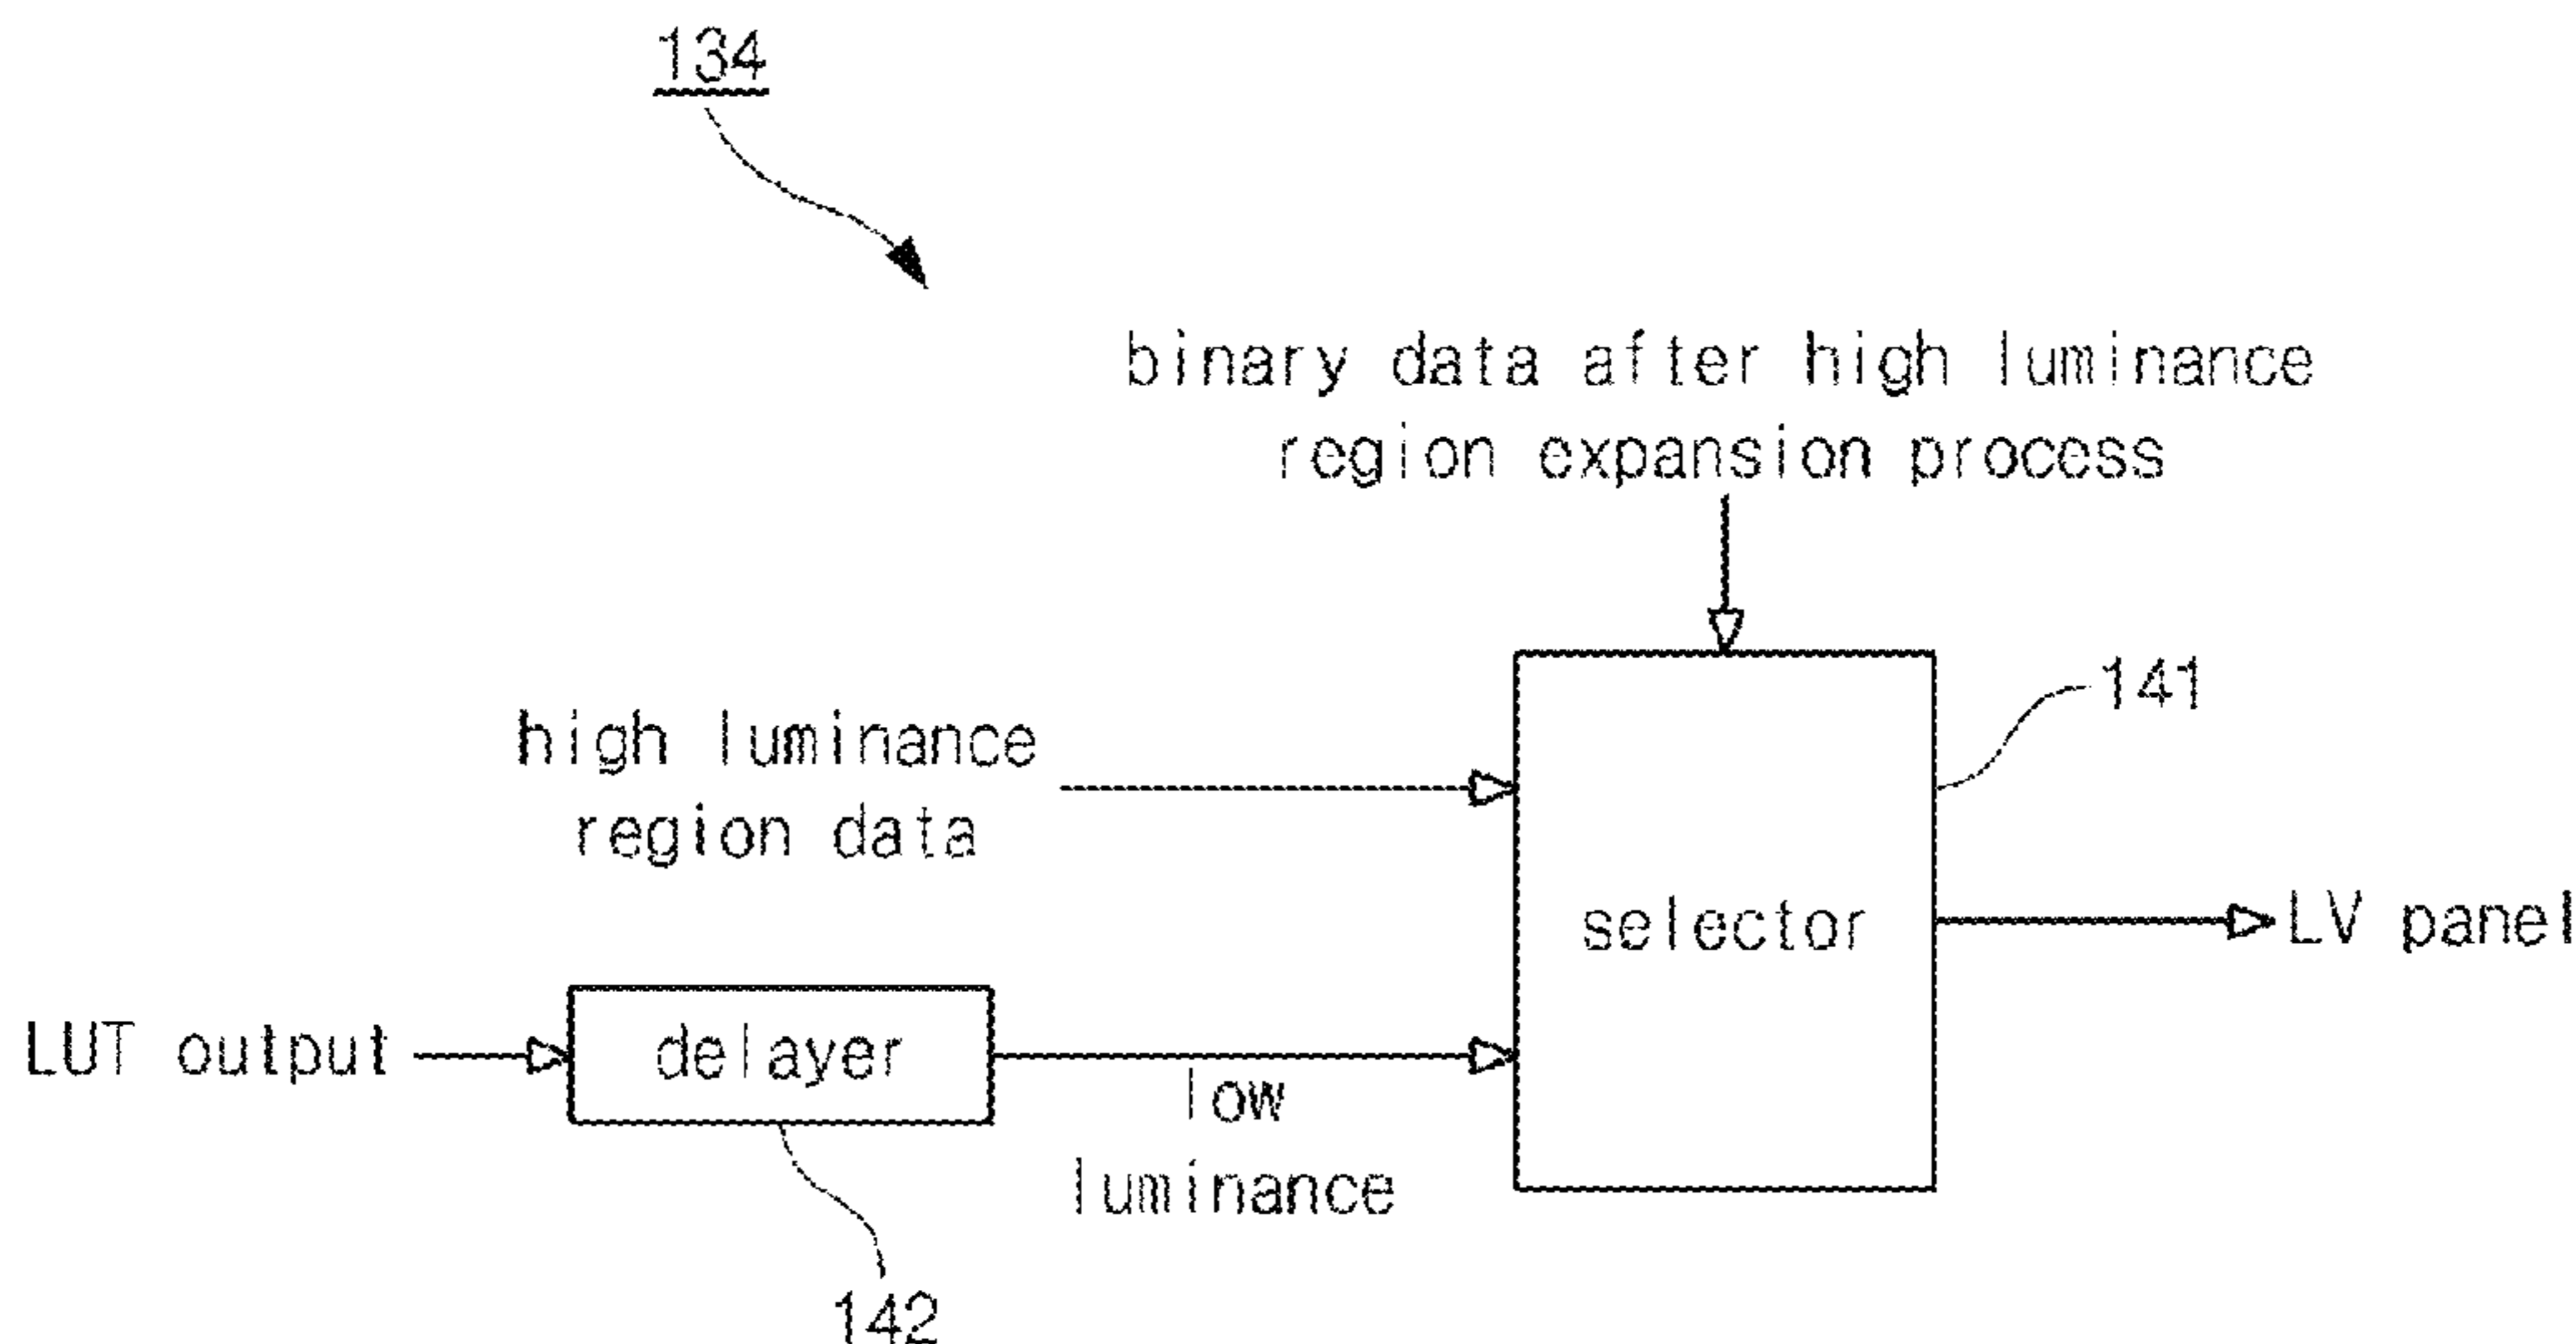 134
binary data after high luminance
region expansion process
141
high luminance
region data
selector
LV panel
LUT output
delayer
low
luminance
142